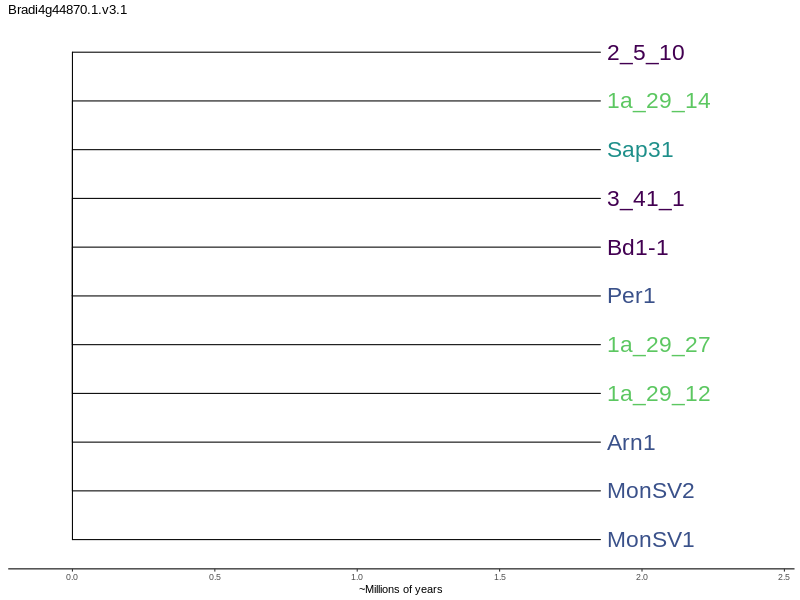 Bradi4g44870.1.v3.1
2_5_10
1a_29_14
Sap31
3_41_1
Bd1-1
Per1
1a_29_27
1a_29_12
Arn1
MonSV2
MonSV1
0.0 0.5 1.0 1.5 2.0 2.5
~Millions of years